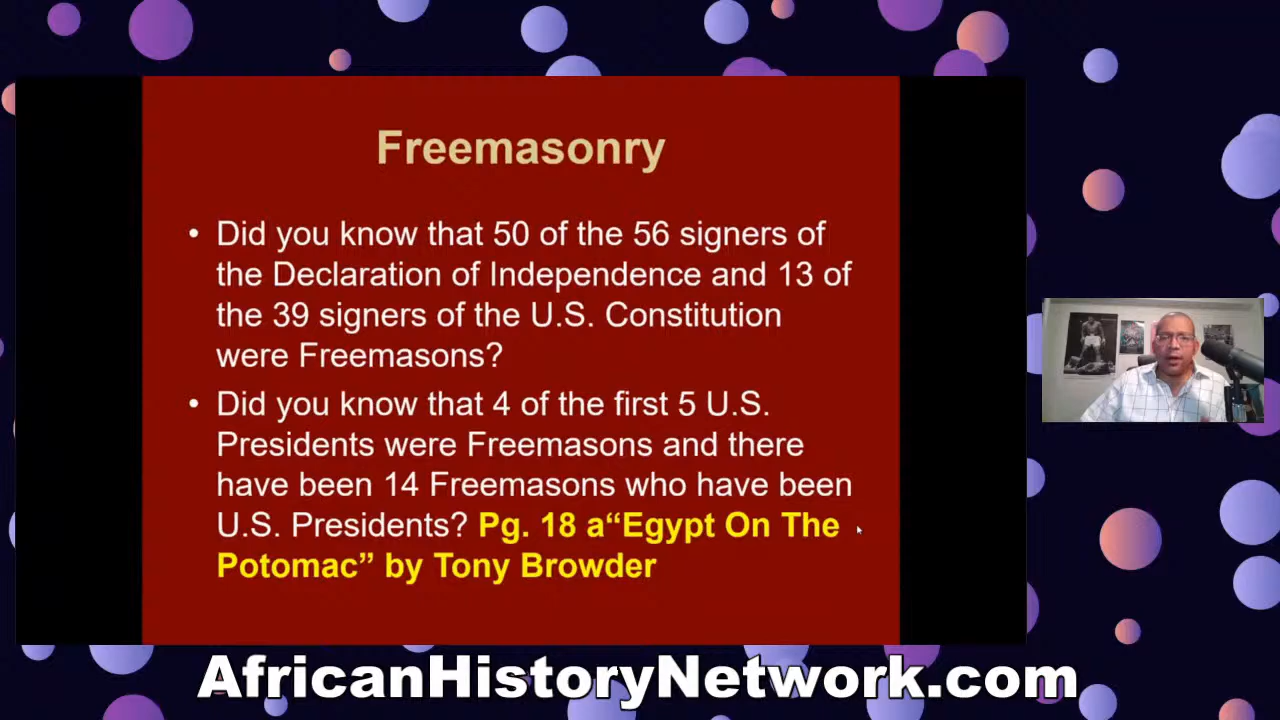 Freemasonry
• Did you know that 50 of the 56 signers of
the Declaration of Independence and 13 of
the 39 signers of the U.S. Constitution
were Freemasons?
• Did you know that 4 of the first 5 U.S.
Presidents were Freemasons and there
have been 14 Freemasons who have been
U.S. Presidents? Pg. 18 a“Egypt On The
Potomac” by Tony Browder
AfricanHistoryNetwork.com